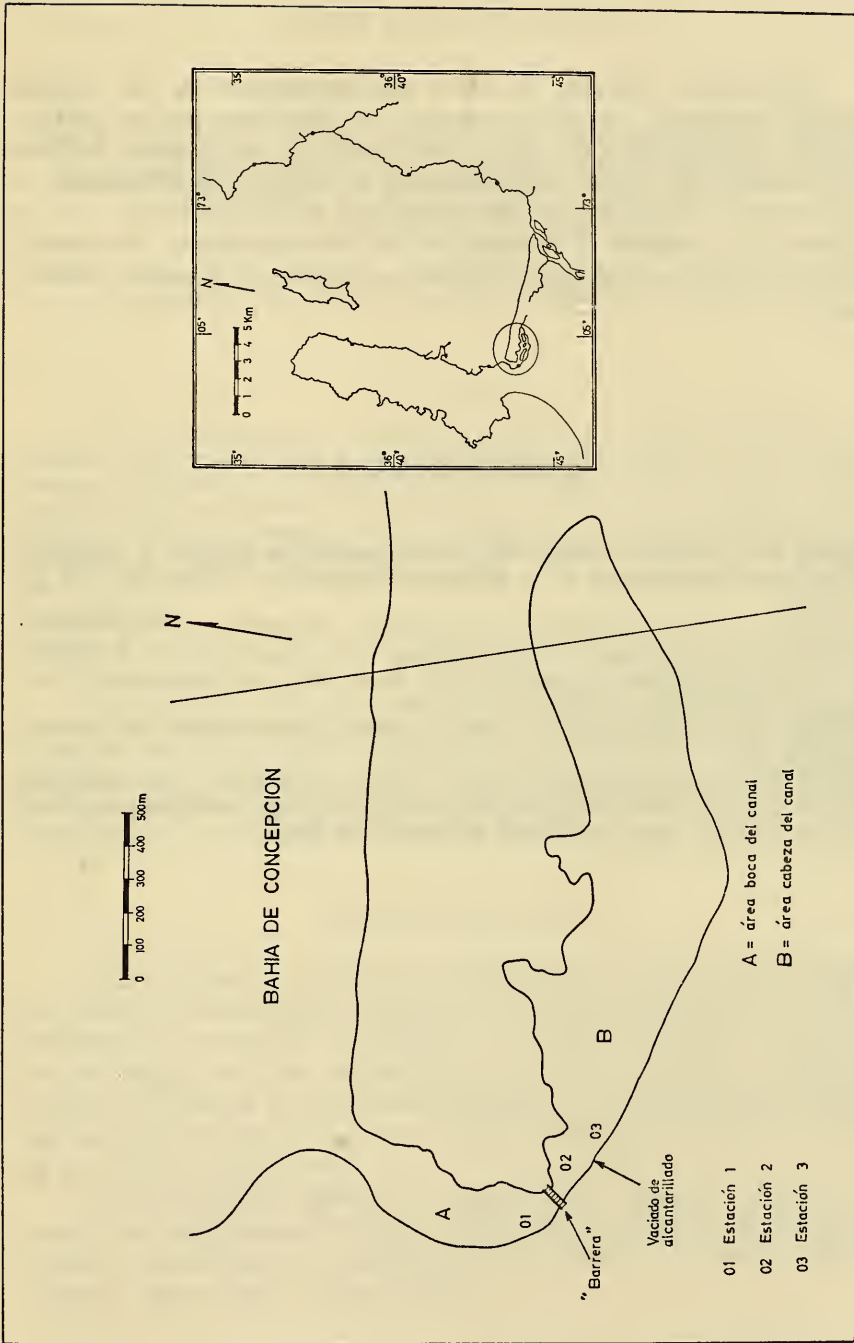 35
36°
40'
45'
73°
05'
N
0 1 2 3 4 5 Km
35'
36°
40'
45'
73°
05'
N
0 100 200 300 400 500m
BAHIA DE CONCEPCION
A
B
01
02
03
"Barrera"
Vaciado de
alcantarillado
A = área boca del canal
B = área cabeza del canal
01 Estación 1
02 Estación 2
03 Estación 3